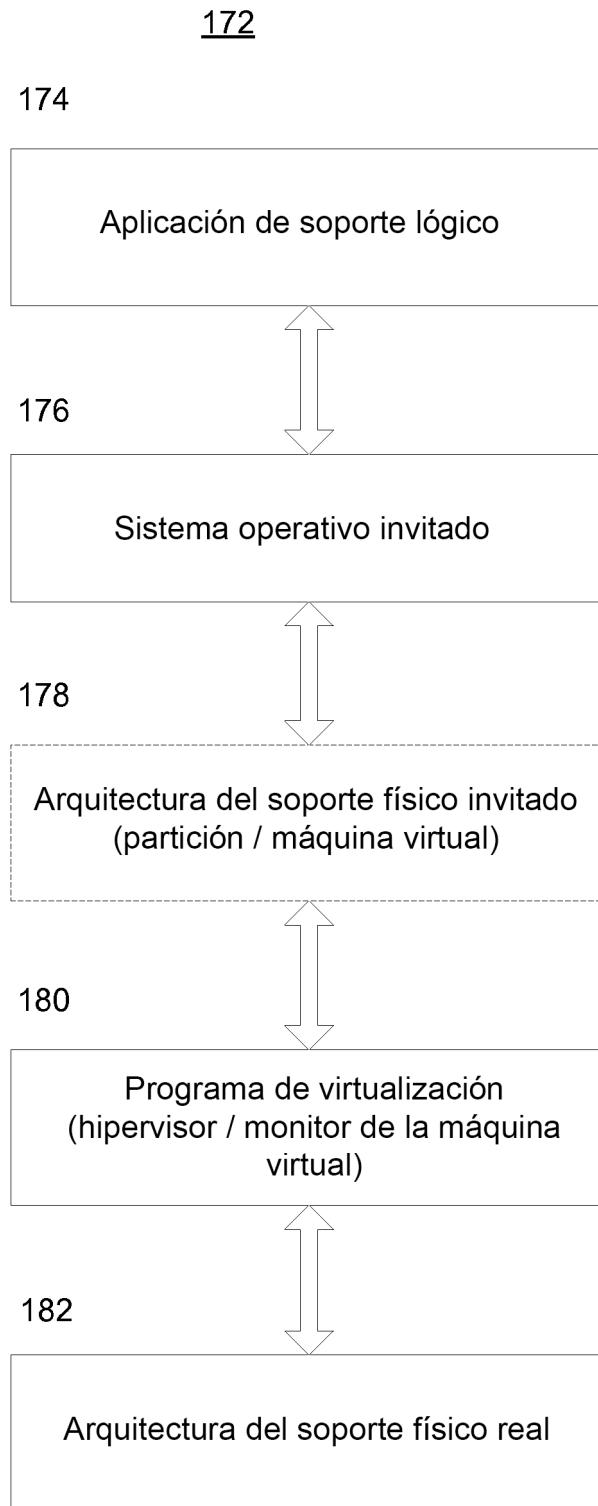 172
174
Aplicación de soporte lógico
176
Sistema operativo invitado
178
Arquitectura del soporte físico invitado
(partición / máquina virtual)
180
Programa de virtualización
(hipervisor / monitor de la máquina
virtual)
182
Arquitectura del soporte físico real